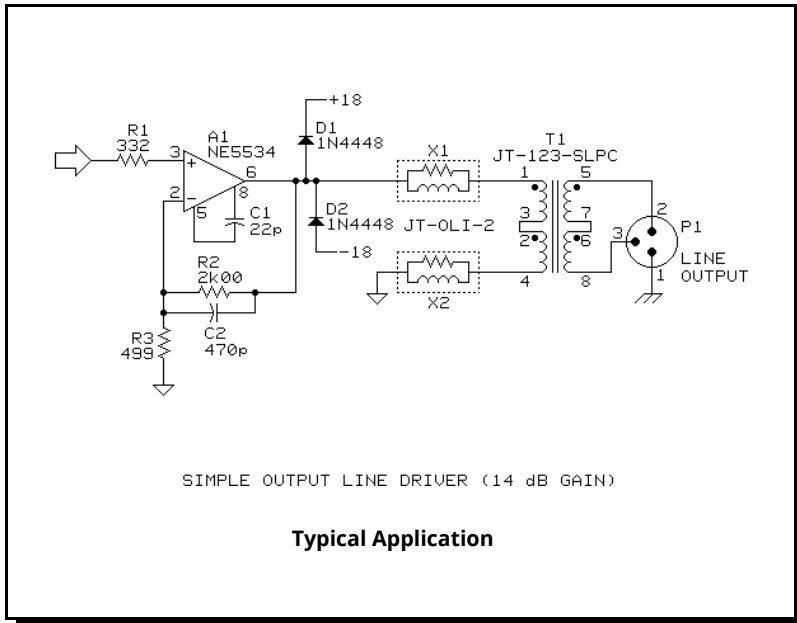 +18
R1
332
A1
NE5534
D1
1N4448
X1
T1
JT-123-SLPC
3
+
6
2
−
8
5
C1
22p
D2
1N4448
JT-OLI-2
−18
1
5
3
7
2
6
4
8
2
3
1
P1
LINE
OUTPUT
X2
R2
2k00
C2
470p
R3
499
SIMPLE OUTPUT LINE DRIVER (14 dB GAIN)
Typical Application